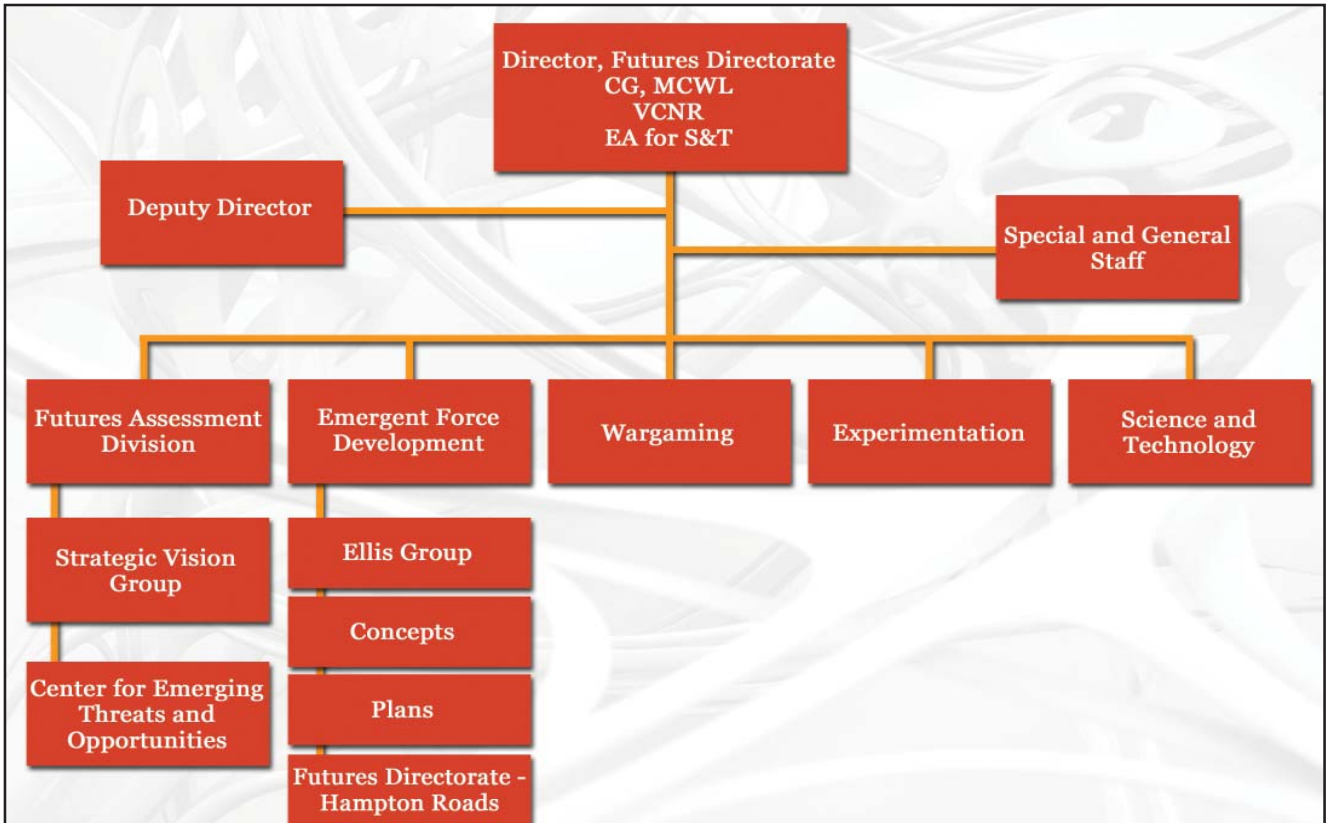 Director, Futures Directorate
CG, MCWL
VCNR
EA for S&T
Deputy Director
Special and General
Staff
Futures Assessment
Division
Emergent Force
Development
Wargaming
Experimentation
Science and
Technology
Strategic Vision
Group
Center for Emerging
Threats and
Opportunities
Ellis Group
Concepts
Plans
Futures Directorate -
Hampton Roads